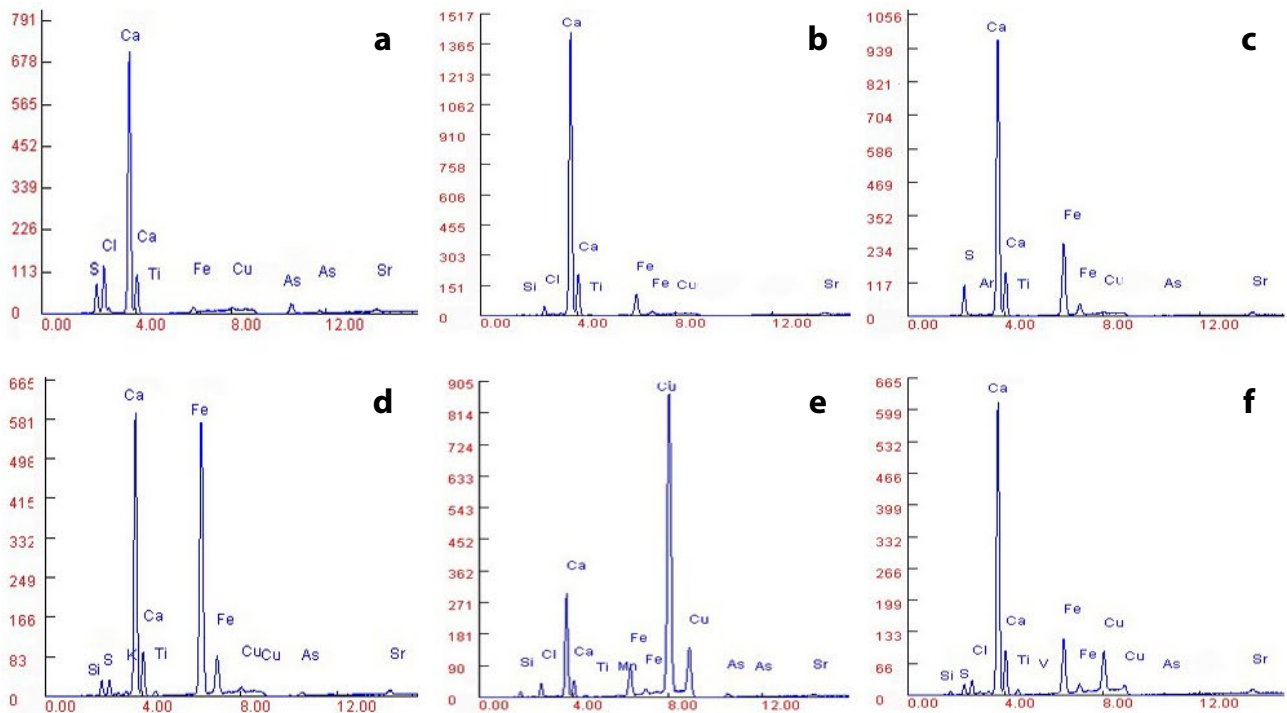 a
791
678
565
452
339
226
113
0
Ca
S
Cl
Ca
Ti
Fe
Cu
As
As
Sr
0.00 4.00 8.00 12.00
b
1517
1365
1213
1062
910
758
606
455
303
151
0
Ca
Si
Cl
Ca
Ti
Fe
Fe
Cu
Sr
0.00 4.00 8.00 12.00
c
1056
939
821
704
586
469
352
234
117
0
Ca
S
Ar
Ca
Ti
Fe
Fe
Cu
As
Sr
0.00 4.00 8.00 12.00
d
665
581
498
415
332
249
166
83
0
Ca
Si
S
K
Ca
Ti
Fe
Fe
Cu
Cu
As
Sr
0.00 4.00 8.00 12.00
e
905
814
724
633
543
452
362
271
181
90
0
Cu
Ca
Si
Cl
Ca
Ti
Mn
Fe
Fe
Cu
As
As
Sr
0.00 4.00 8.00 12.00
f
665
599
532
466
399
332
266
199
133
66
0
Ca
Si
S
Cl
Ca
Ti
V
Fe
Fe
Cu
Cu
As
Sr
0.00 4.00 8.00 12.00